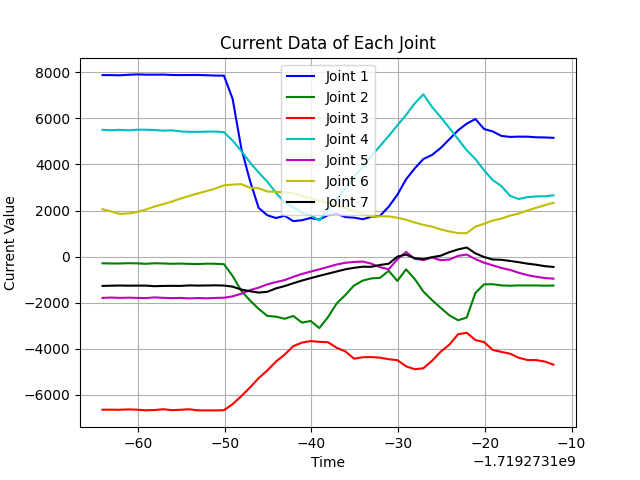 Current Data of Each Joint
8000
6000
4000
2000
0
−2000
−4000
−6000
Current Value
Joint 1
Joint 2
Joint 3
Joint 4
Joint 5
Joint 6
Joint 7
−60 −50 −40 −30 −20 −10
Time
−1.7192731e9